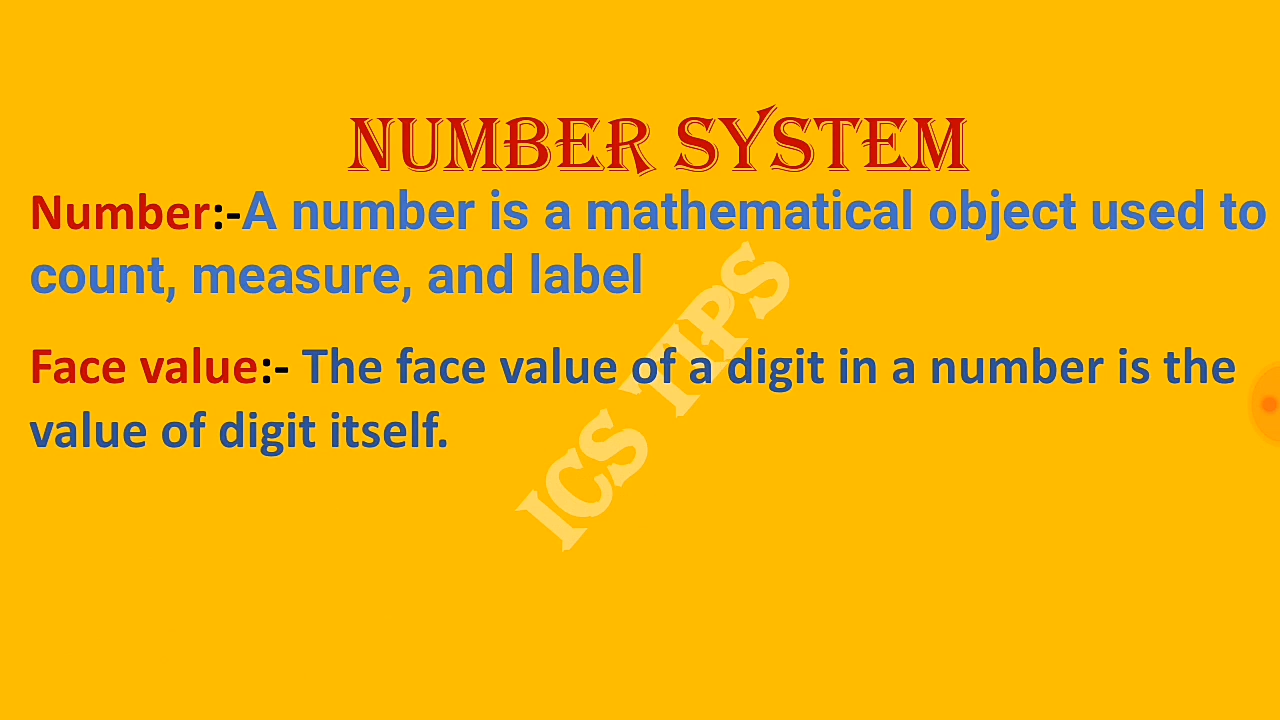 NUMBER SYSTEM
Number:-A number is a mathematical object used to
count, measure, and label
Face value:- The face value of a digit in a number is the
value of digit itself.
ICS TIPS